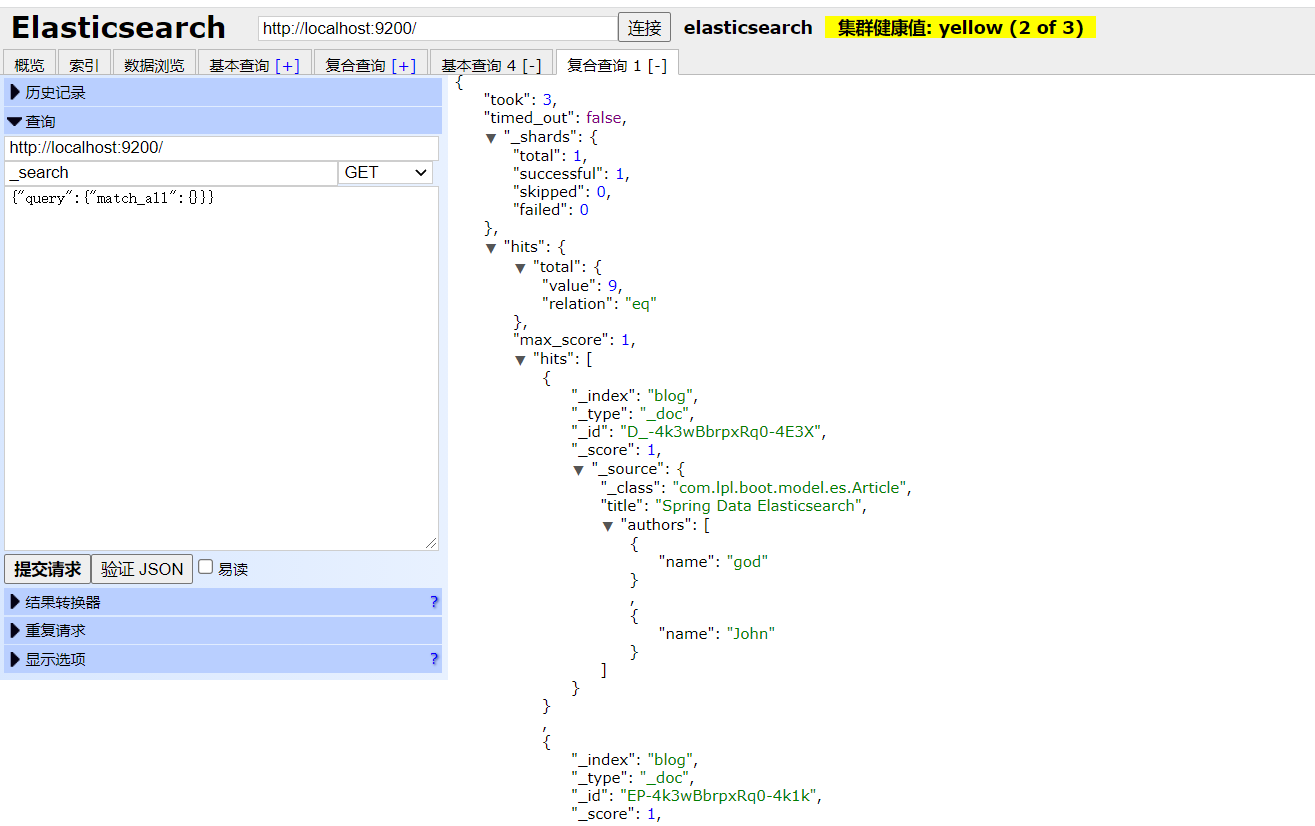 Elasticsearch http://localhost:9200/ 连接 elasticsearch 集群健康值: yellow (2 of 3)
概览 索引 数据浏览 基本查询 [+] 复合查询 [+] 基本查询 4 [-] 复合查询 1 [-]
历史记录
查询
http://localhost:9200/
_search GET
{"query":{"match_all":{}}}
提交请求 验证 JSON 易读
结果转换器 ?
重复请求
显示选项 ?
{
"took": 3,
"timed_out": false,
▼ "_shards": {
"total": 1,
"successful": 1,
"skipped": 0,
"failed": 0
},
▼ "hits": {
▼ "total": {
"value": 9,
"relation": "eq"
},
"max_score": 1,
▼ "hits": [
{
"_index": "blog",
"_type": "_doc",
"_id": "D_-4k3wBbrpxRq0-4E3X",
"_score": 1,
▼ "_source": {
"_class": "com.lpl.boot.model.es.Article",
"title": "Spring Data Elasticsearch",
▼ "authors": [
{
"name": "god"
}
,
{
"name": "John"
}
]
}
}
,
{
"_index": "blog",
"_type": "_doc",
"_id": "EP-4k3wBbrpxRq0-4k1k",
"_score": 1,